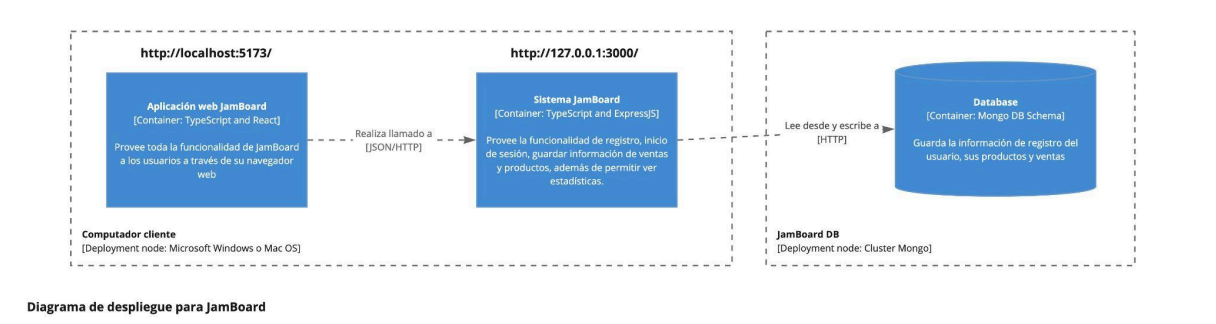 http://localhost:5173/
Aplicación web JamBoard
[Container: TypeScript and React]
Provee toda la funcionalidad de JamBoard
a los usuarios a través de su navegador
web
Realiza llamado a
[JSON/HTTP]
http://127.0.0.1:3000/
Sistema JamBoard
[Container: TypeScript and ExpressJS]
Provee la funcionalidad de registro, inicio
de sesión, guardar información de ventas
y productos, además de permitir ver
estadísticas.
Computador cliente
[Deployment node: Microsoft Windows o Mac OS]
Lee desde y escribe a
[HTTP]
Database
[Container: Mongo DB Schema]
Guarda la información de registro del
usuario, sus productos y ventas
JamBoard DB
[Deployment node: Cluster Mongo]
Diagrama de despliegue para JamBoard